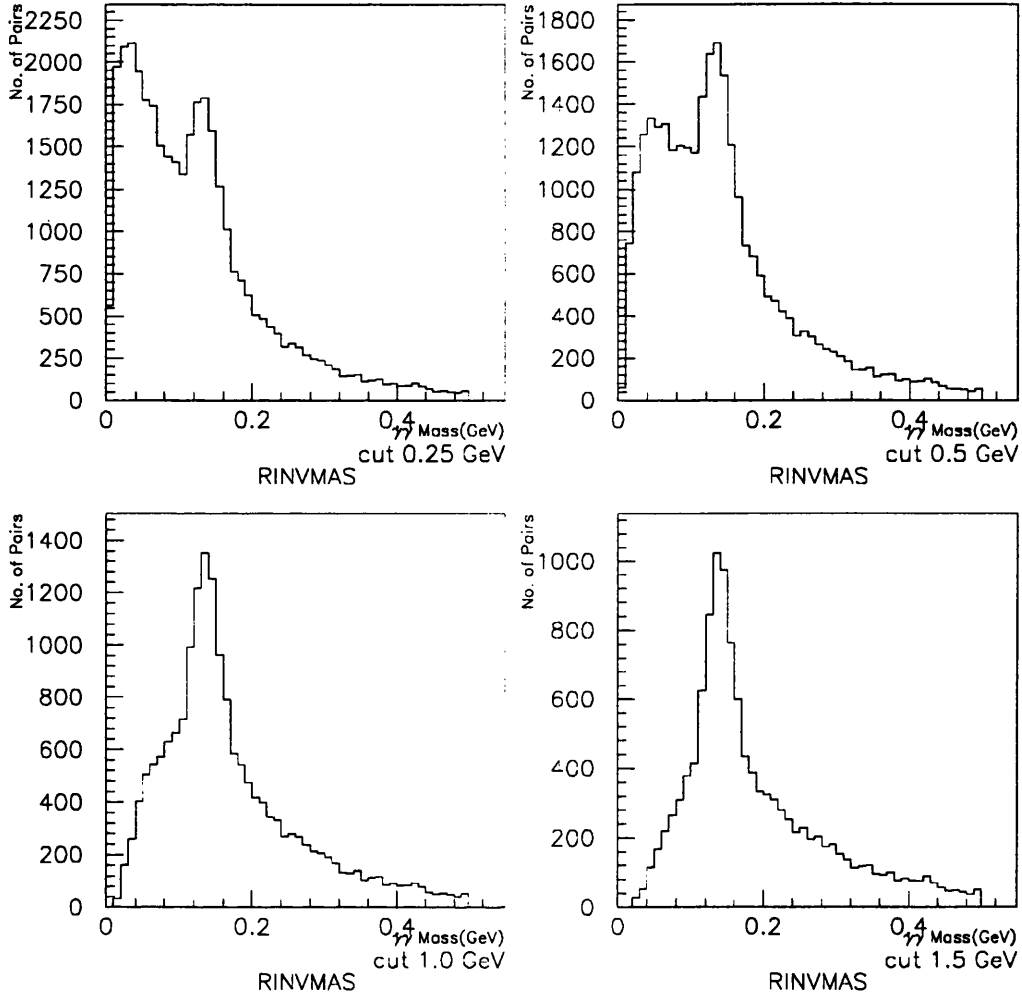 No. of Pairs
2250
2000
1750
1500
1250
1000
750
500
250
0
0
0.2
0.4
γγ Mass(GeV)
cut 0.25 GeV
RINVMAS
No. of Pairs
1800
1600
1400
1200
1000
800
600
400
200
0
0
0.2
0.4
γγ Mass(GeV)
cut 0.5 GeV
RINVMAS
No. of Pairs
1400
1200
1000
800
600
400
200
0
0
0.2
0.4
γγ Mass(GeV)
cut 1.0 GeV
RINVMAS
No. of Pairs
1000
800
600
400
200
0
0
0.2
0.4
γγ Mass(GeV)
cut 1.5 GeV
RINVMAS